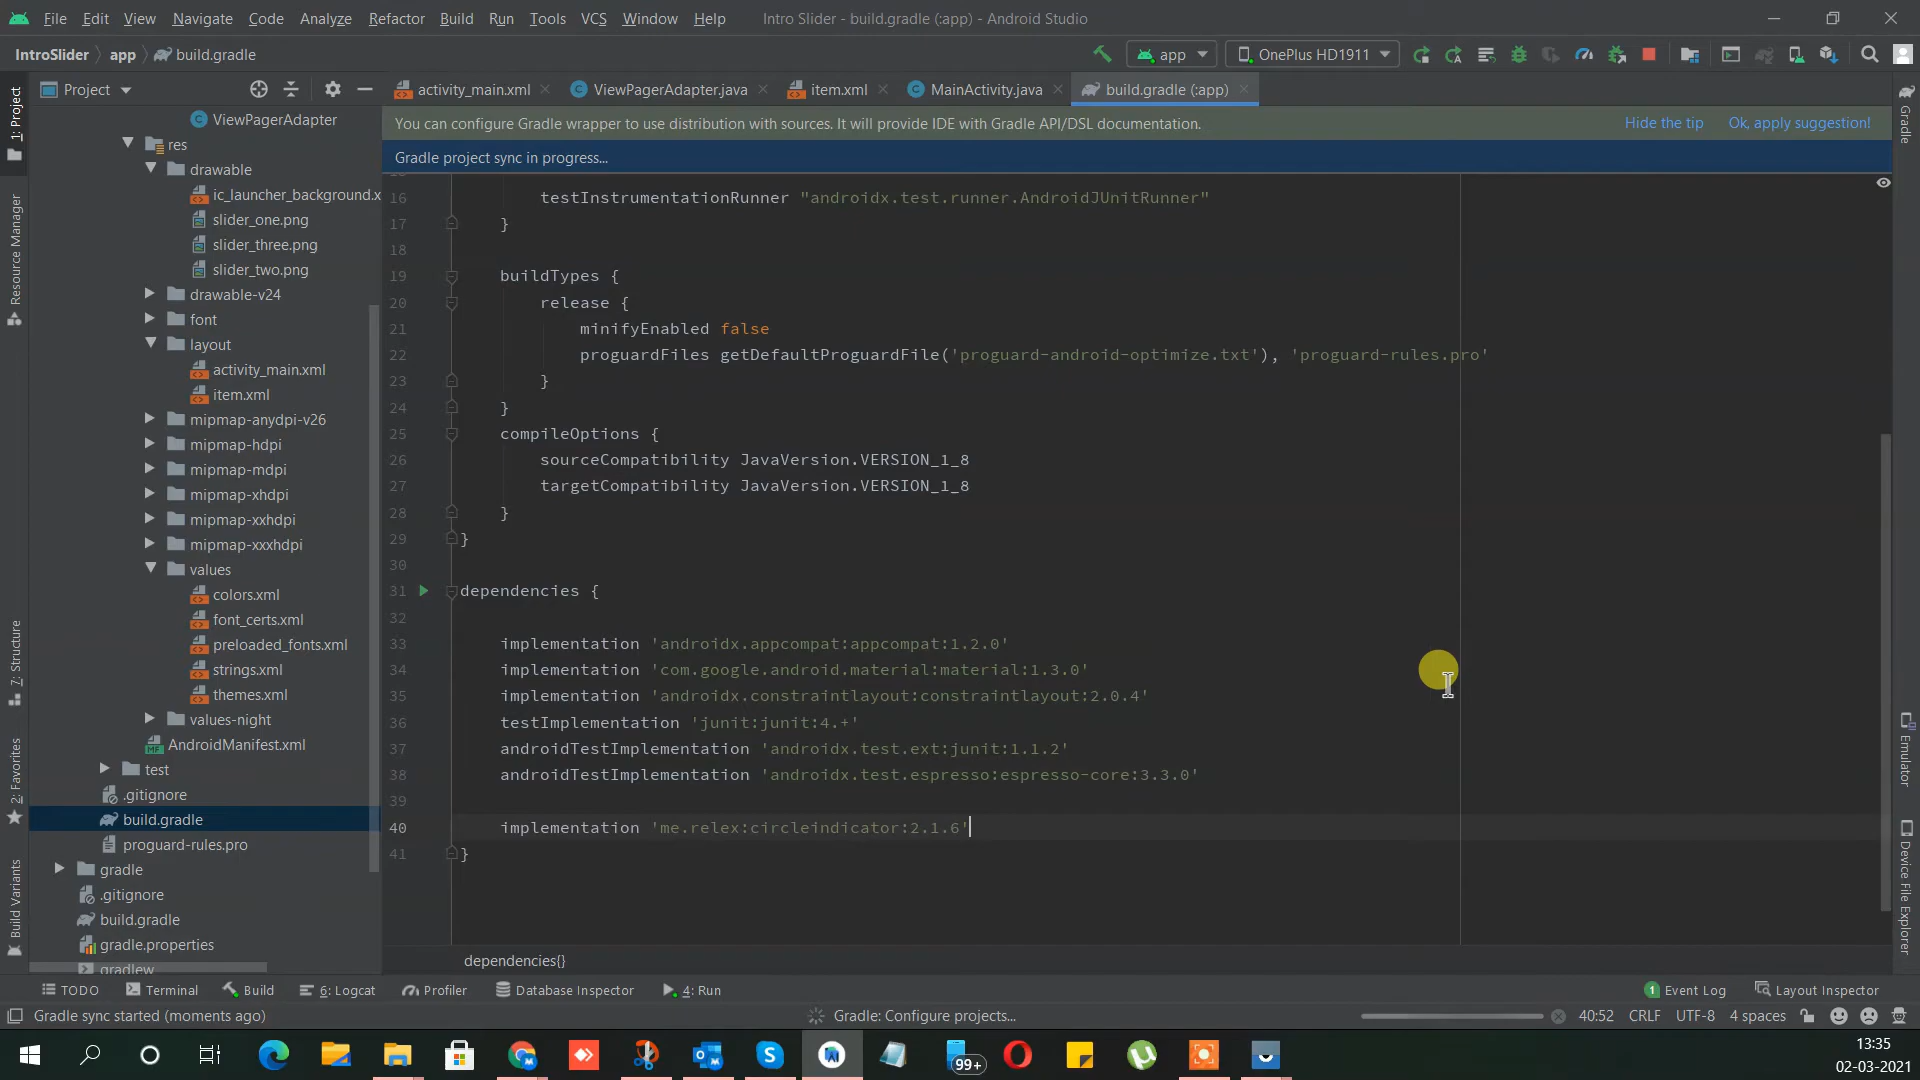 File Edit View Navigate Code Analyze Refactor Build Run Tools VCS Window Help Intro Slider - build.gradle (:app) - Android Studio
IntroSlider app build.gradle app OnePlus HD1911
Project activity_main.xml ViewPagerAdapter.java item.xml MainActivity.java build.gradle (:app)
You can configure Gradle wrapper to use distribution with sources. It will provide IDE with Gradle API/DSL documentation. Hide the tip Ok, apply suggestion!
Gradle project sync in progress...
1: Project
Resource Manager
7: Structure
2: Favorites
Build Variants
ViewPagerAdapter
res
drawable
ic_launcher_background.x
slider_one.png
slider_three.png
slider_two.png
drawable-v24
font
layout
activity_main.xml
item.xml
mipmap-anydpi-v26
mipmap-hdpi
mipmap-mdpi
mipmap-xhdpi
mipmap-xxhdpi
mipmap-xxxhdpi
values
colors.xml
font_certs.xml
preloaded_fonts.xml
strings.xml
themes.xml
values-night
AndroidManifest.xml
test
.gitignore
build.gradle
proguard-rules.pro
gradle
.gitignore
build.gradle
gradle.properties
gradlew
16 testInstrumentationRunner "androidx.test.runner.AndroidJUnitRunner"
17 }
18
19 buildTypes {
20 release {
21 minifyEnabled false
22 proguardFiles getDefaultProguardFile('proguard-android-optimize.txt'), 'proguard-rules.pro'
23 }
24 }
25 compileOptions {
26 sourceCompatibility JavaVersion.VERSION_1_8
27 targetCompatibility JavaVersion.VERSION_1_8
28 }
29 }
30
31 dependencies {
32
33 implementation 'androidx.appcompat:appcompat:1.2.0'
34 implementation 'com.google.android.material:material:1.3.0'
35 implementation 'androidx.constraintlayout:constraintlayout:2.0.4'
36 testImplementation 'junit:junit:4.+'
37 androidTestImplementation 'androidx.test.ext:junit:1.1.2'
38 androidTestImplementation 'androidx.test.espresso:espresso-core:3.3.0'
39
40 implementation 'me.relex:circleindicator:2.1.6'
41 }
dependencies{}
Gradle
Emulator
Device File Explorer
TODO Terminal Build 6: Logcat Profiler Database Inspector 4: Run 1 Event Log Layout Inspector
Gradle sync started (moments ago) Gradle: Configure projects... 40:52 CRLF UTF-8 4 spaces
99+
13:35
02-03-2021